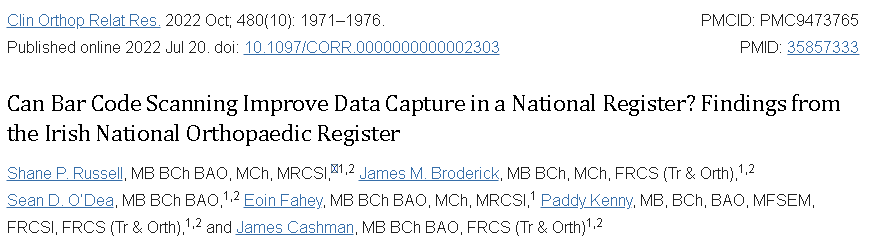 Clin Orthop Relat Res. 2022 Oct; 480(10): 1971–1976. PMCID: PMC9473765
Published online 2022 Jul 20. doi: 10.1097/CORR.0000000000002303 PMID: 35857333
Can Bar Code Scanning Improve Data Capture in a National Register? Findings from
the Irish National Orthopaedic Register
Shane P. Russell, MB BCh BAO, MCh, MRCSI,1,2 James M. Broderick, MB BCh, MCh, FRCS (Tr & Orth),1,2
Sean D. O'Dea, MB BCh BAO,1,2 Eoin Fahey, MB BCh BAO, MCh, MRCSI,1 Paddy Kenny, MB, BCh, BAO, MFSEM,
FRCSI, FRCS (Tr & Orth),1,2 and James Cashman, MB BCh BAO, FRCS (Tr & Orth)1,2